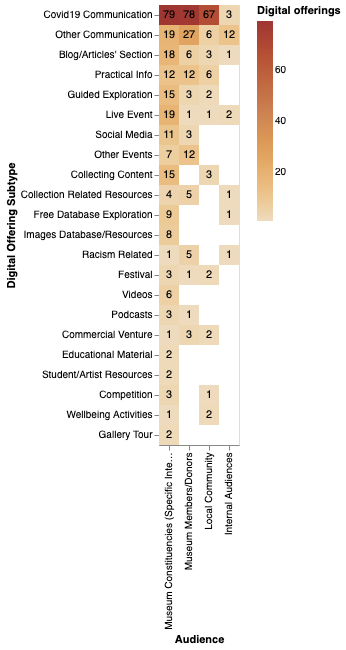 Digital offerings
Covid19 Communication 79 78 67 3
Other Communication 19 27 6 12
Blog/Articles' Section 18 6 3 1
Practical Info 12 12 6
Guided Exploration 15 3 2
Live Event 19 1 1 2
Social Media 11 3
Other Events 7 12
Collecting Content 15 3
Collection Related Resources 4 5 1
Free Database Exploration 9 1
Images Database/Resources 8
Racism Related 1 5 1
Festival 3 1 2
Videos 6
Podcasts 3 1
Commercial Venture 1 3 2
Educational Material 2
Student/Artist Resources 2
Competition 3 1
Wellbeing Activities 1 2
Gallery Tour 2
60
40
20
Digital Offering Subtype
Museum Constituencies (Specific Inte…
Museum Members/Donors
Local Community
Internal Audiences
Audience